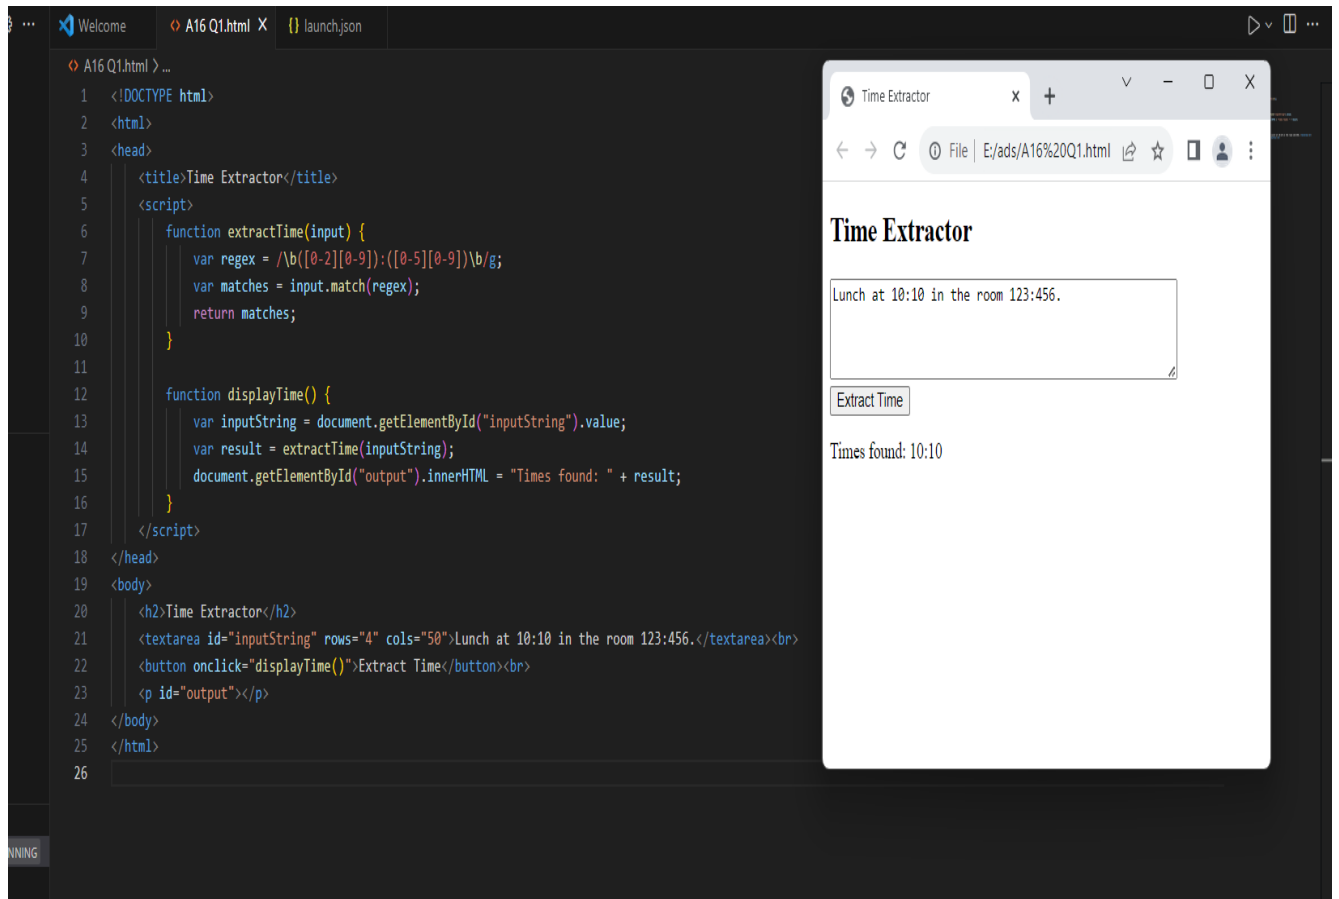 Welcome
A16 Q1.html X
{} launch.json
A16 Q1.html > ...
1 <!DOCTYPE html>
2 <html>
3 <head>
4     <title>Time Extractor</title>
5     <script>
6         function extractTime(input) {
7             var regex = /\b([0-2][0-9]):([0-5][0-9])\b/g;
8             var matches = input.match(regex);
9             return matches;
10         }
11
12         function displayTime() {
13             var inputString = document.getElementById("inputString").value;
14             var result = extractTime(inputString);
15             document.getElementById("output").innerHTML = "Times found: " + result;
16         }
17     </script>
18 </head>
19 <body>
20     <h2>Time Extractor</h2>
21     <textarea id="inputString" rows="4" cols="50">Lunch at 10:10 in the room 123:456.</textarea><br>
22     <button onclick="displayTime()">Extract Time</button><br>
23     <p id="output"></p>
24 </body>
25 </html>
26
NNING
Time Extractor
File | E:/ads/A16%20Q1.html
Time Extractor
Lunch at 10:10 in the room 123:456.
Extract Time
Times found: 10:10